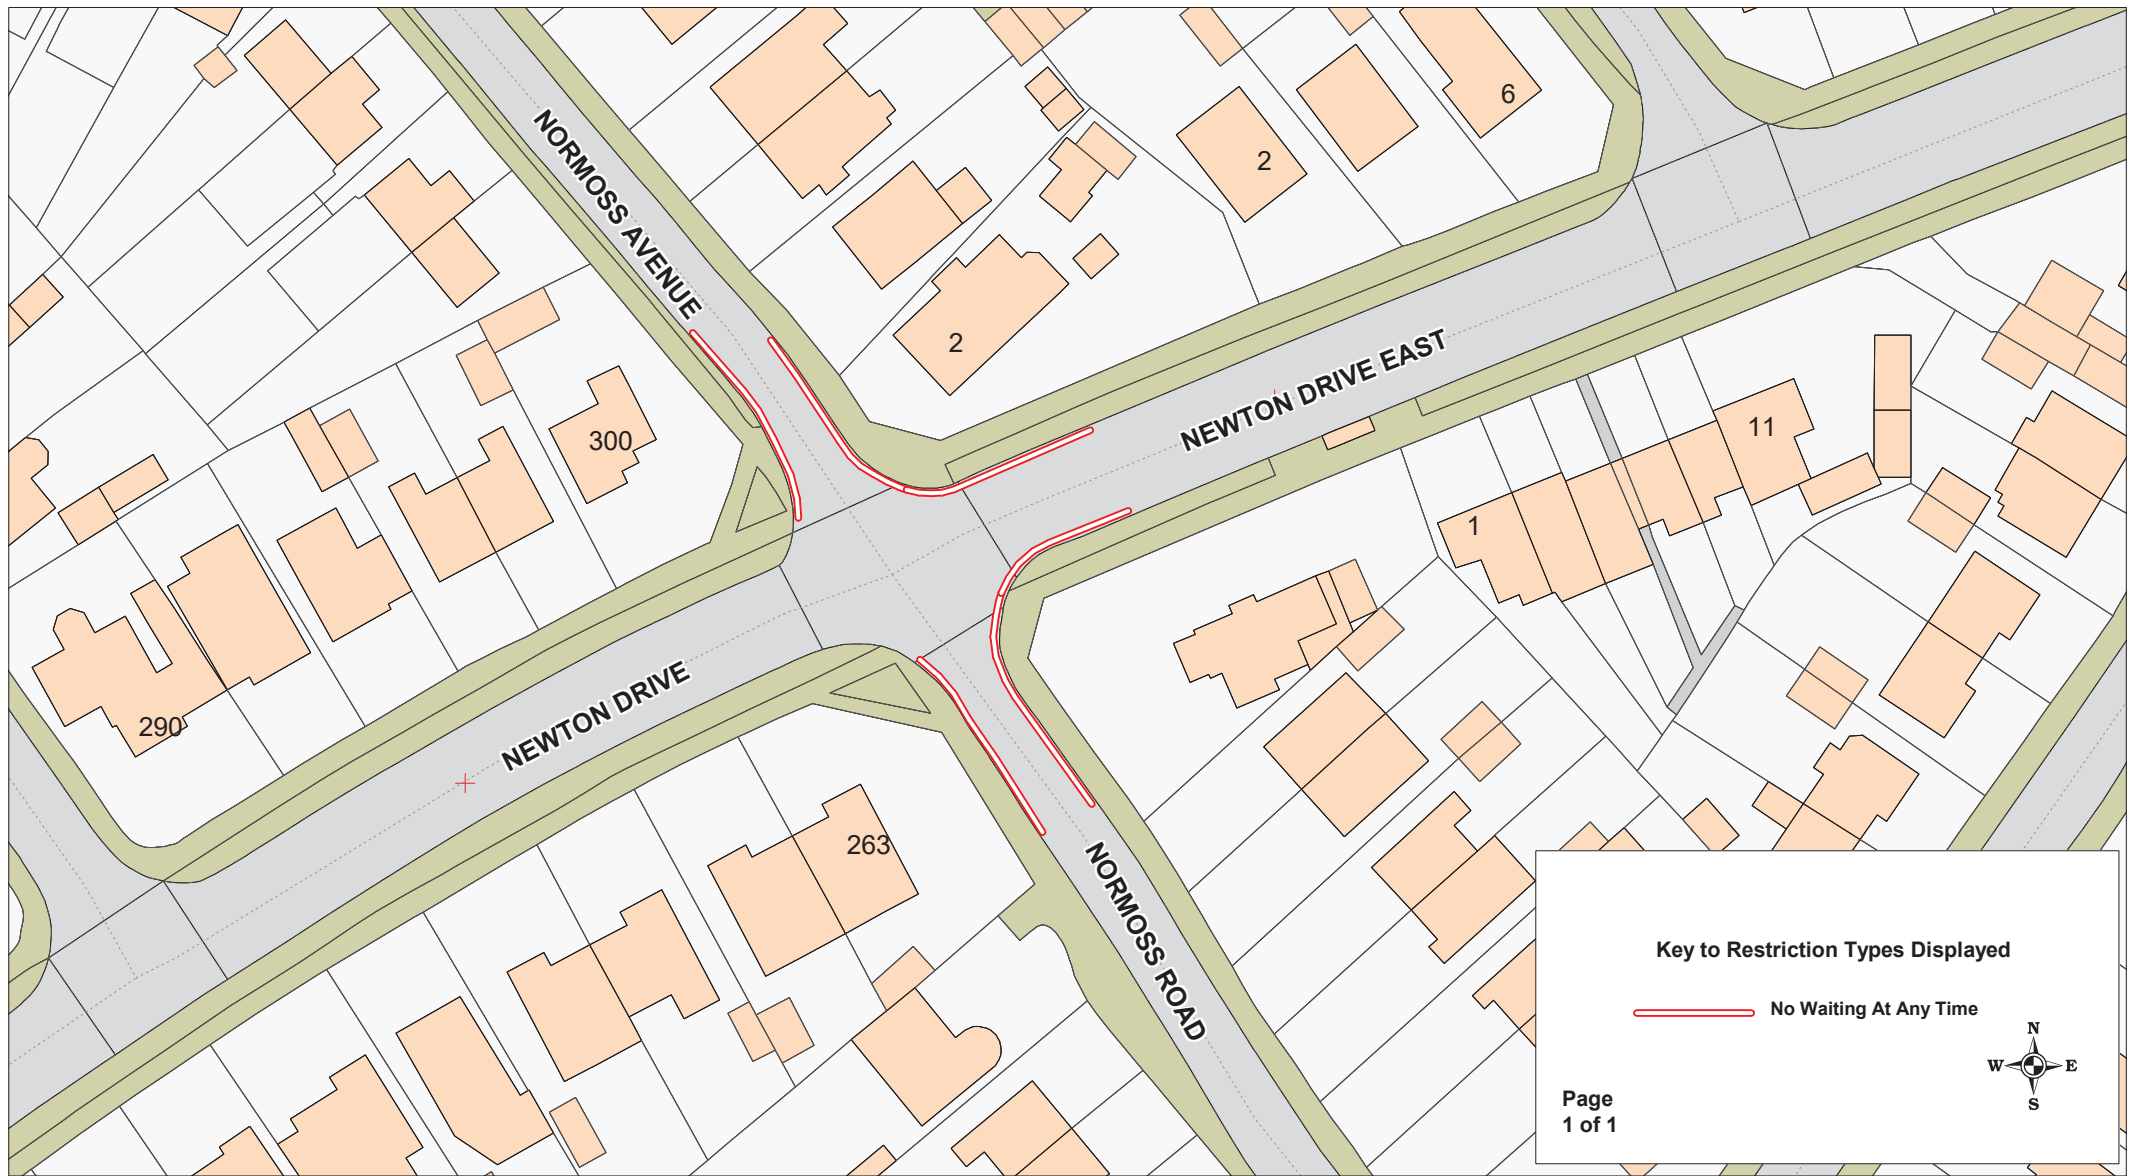 6
2
NORMOSS AVENUE
2
NEWTON DRIVE EAST
300
11
1
290
NEWTON DRIVE
263
NORMOSS ROAD
Key to Restriction Types Displayed
No Waiting At Any Time
N
W E
S
Page
1 of 1